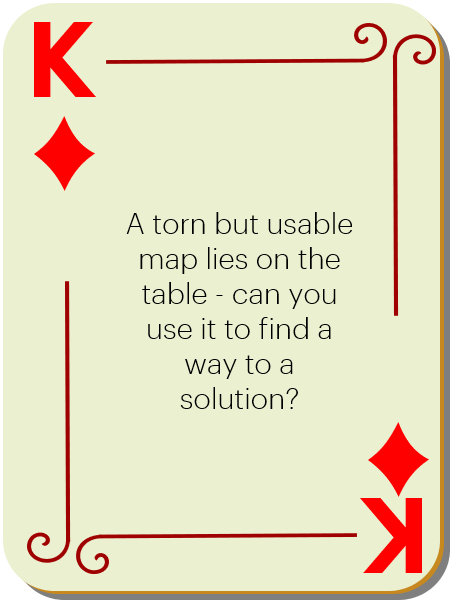 K
A torn but usable
map lies on the
table - can you
use it to find a
way to a
solution?
K